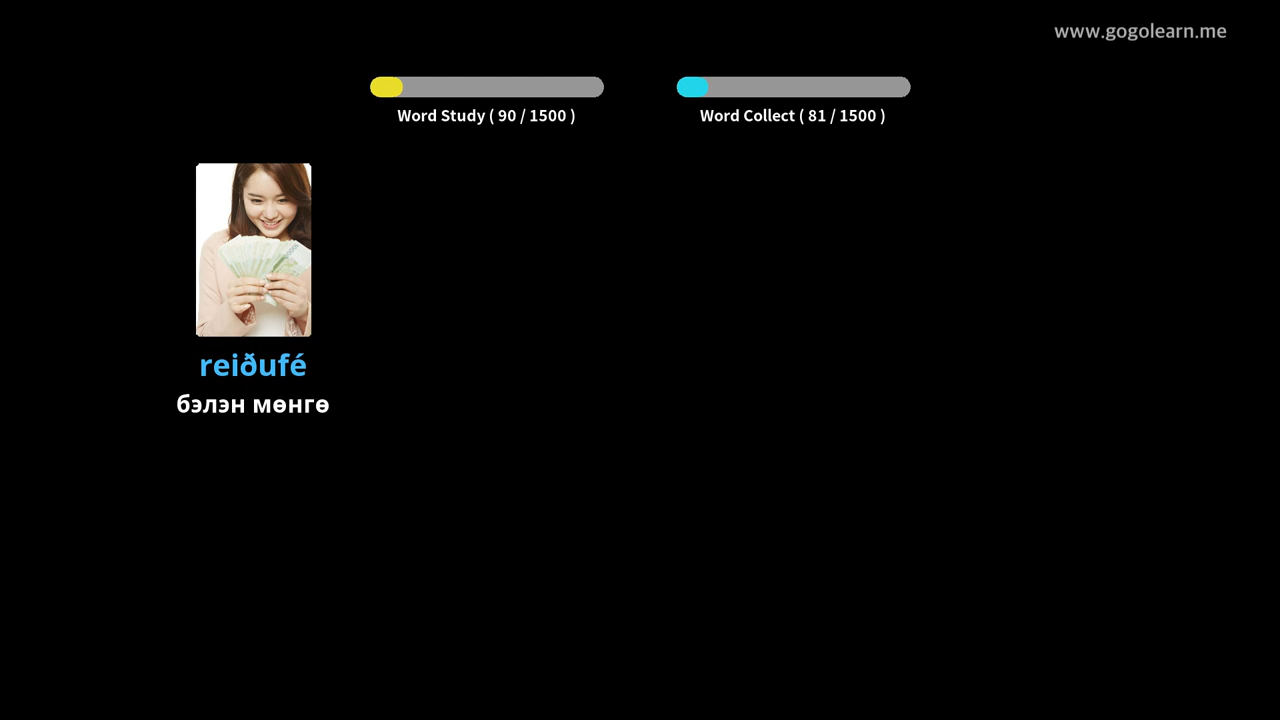 www.gogolearn.me
Word Study ( 90 / 1500 )
Word Collect ( 81 / 1500 )
reiðufé
бэлэн мөнгө